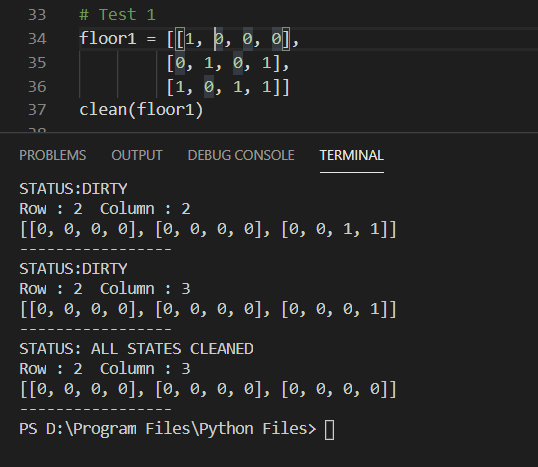 33 # Test 1
34 floor1 = [[1, 0, 0, 0],
35 [0, 1, 0, 1],
36 [1, 0, 1, 1]]
37 clean(floor1)
38
PROBLEMS OUTPUT DEBUG CONSOLE TERMINAL
STATUS:DIRTY
Row : 2 Column : 2
[[0, 0, 0, 0], [0, 0, 0, 0], [0, 0, 1, 1]]
-----------------
STATUS:DIRTY
Row : 2 Column : 3
[[0, 0, 0, 0], [0, 0, 0, 0], [0, 0, 0, 1]]
-----------------
STATUS: ALL STATES CLEANED
Row : 2 Column : 3
[[0, 0, 0, 0], [0, 0, 0, 0], [0, 0, 0, 0]]
-----------------
PS D:\Program Files\Python Files>